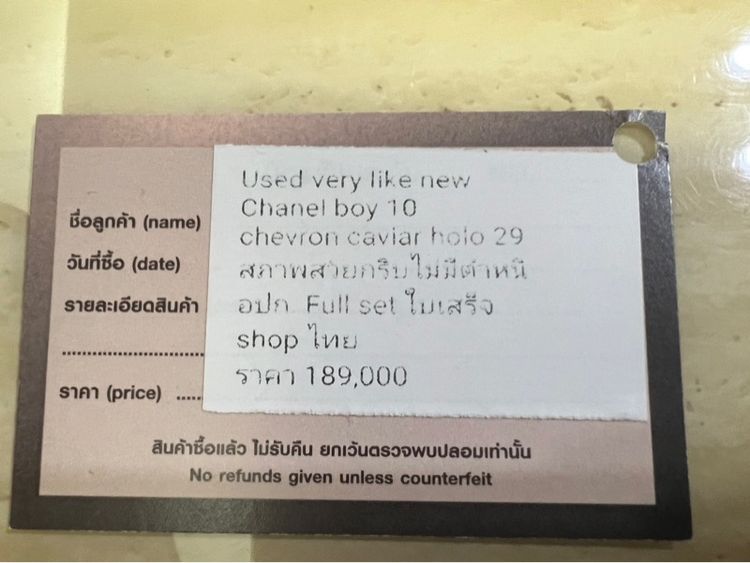 Used very like new
Chanel boy 10
chevron caviar holo 29
สภาพสวยกริบไม่มีตำหนิ
อปก. Full set ใบเสร็จ
shop ไทย
ราคา 189,000
ชื่อลูกค้า (name)
วันที่ซื้อ (date)
รายละเอียดสินค้า
ราคา (price)
สินค้าซื้อแล้ว ไม่รับคืน ยกเว้นตรวจพบปลอมเท่านั้น
No refunds given unless counterfeit